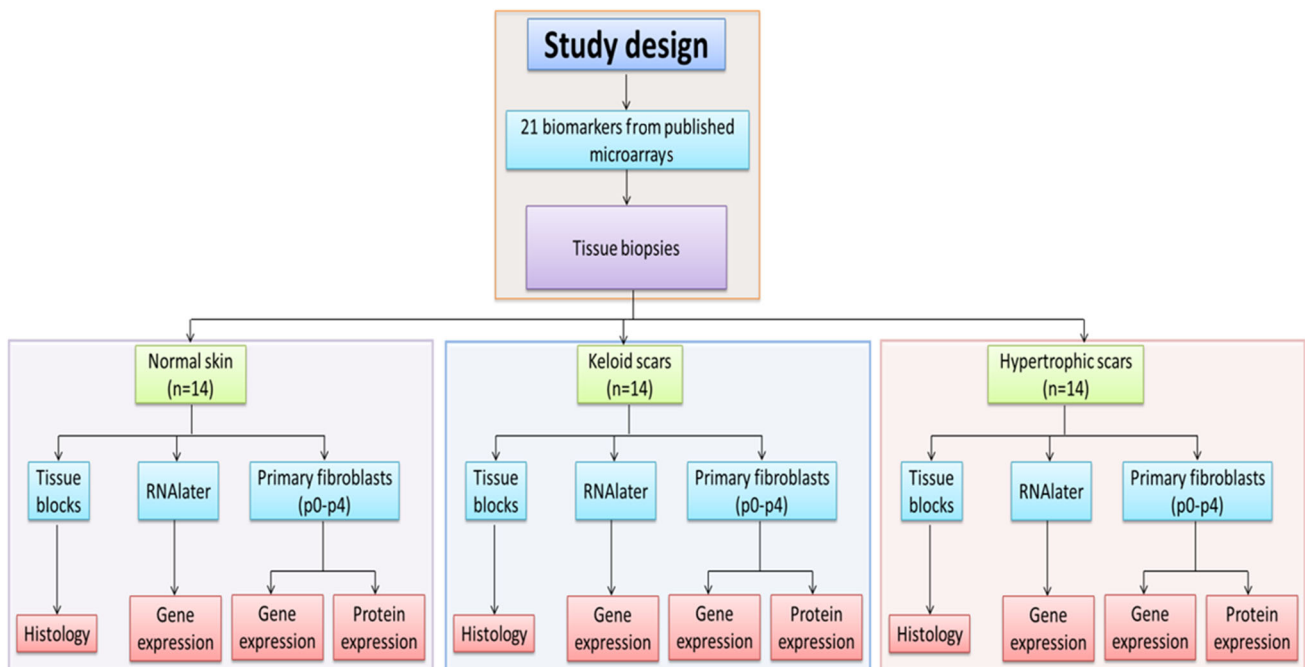 Study design
21 biomarkers from published
microarrays
Tissue biopsies
Normal skin
(n=14)
Tissue
blocks
RNAlater
Primary fibroblasts
(p0-p4)
Histology
Gene
expression
Gene
expression
Protein
expression
Keloid scars
(n=14)
Tissue
blocks
RNAlater
Primary fibroblasts
(p0-p4)
Histology
Gene
expression
Gene
expression
Protein
expression
Hypertrophic scars
(n=14)
Tissue
blocks
RNAlater
Primary fibroblasts
(p0-p4)
Histology
Gene
expression
Gene
expression
Protein
expression